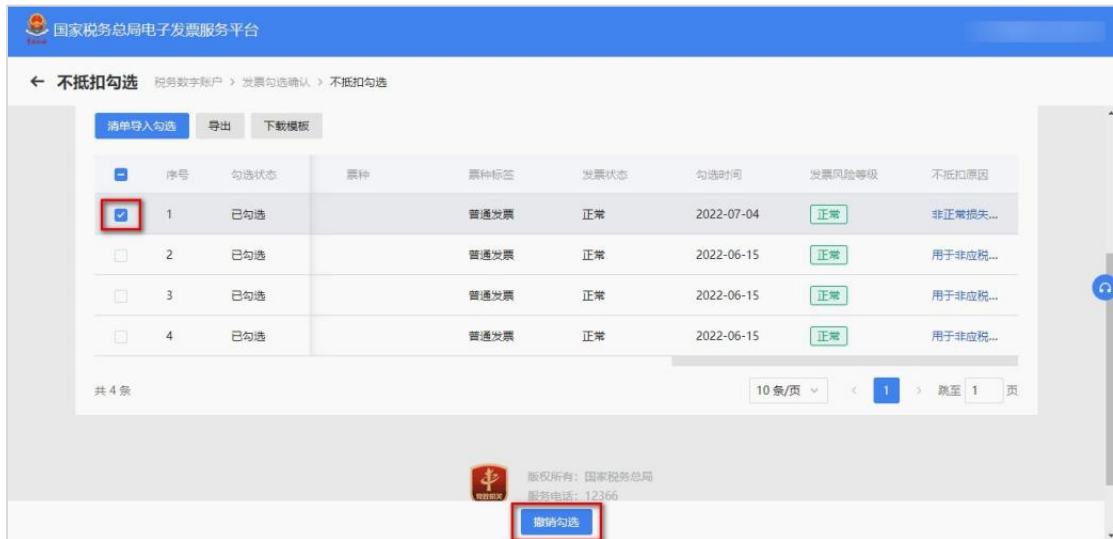 国家税务总局电子发票服务平台
← 不抵扣勾选 税务数字账户 > 发票勾选确认 > 不抵扣勾选
清单导入勾选 导出 下载模板
序号 勾选状态 票种 票种标签 发票状态 勾选时间 发票风险等级 不抵扣原因
1 已勾选 普通发票 正常 2022-07-04 正常 非正常损失...
2 已勾选 普通发票 正常 2022-06-15 正常 用于非应税...
3 已勾选 普通发票 正常 2022-06-15 正常 用于非应税...
4 已勾选 普通发票 正常 2022-06-15 正常 用于非应税...
共 4 条 10 条/页 < 1 > 跳至 1 页
版权所有：国家税务总局
服务电话：12366
撤销勾选